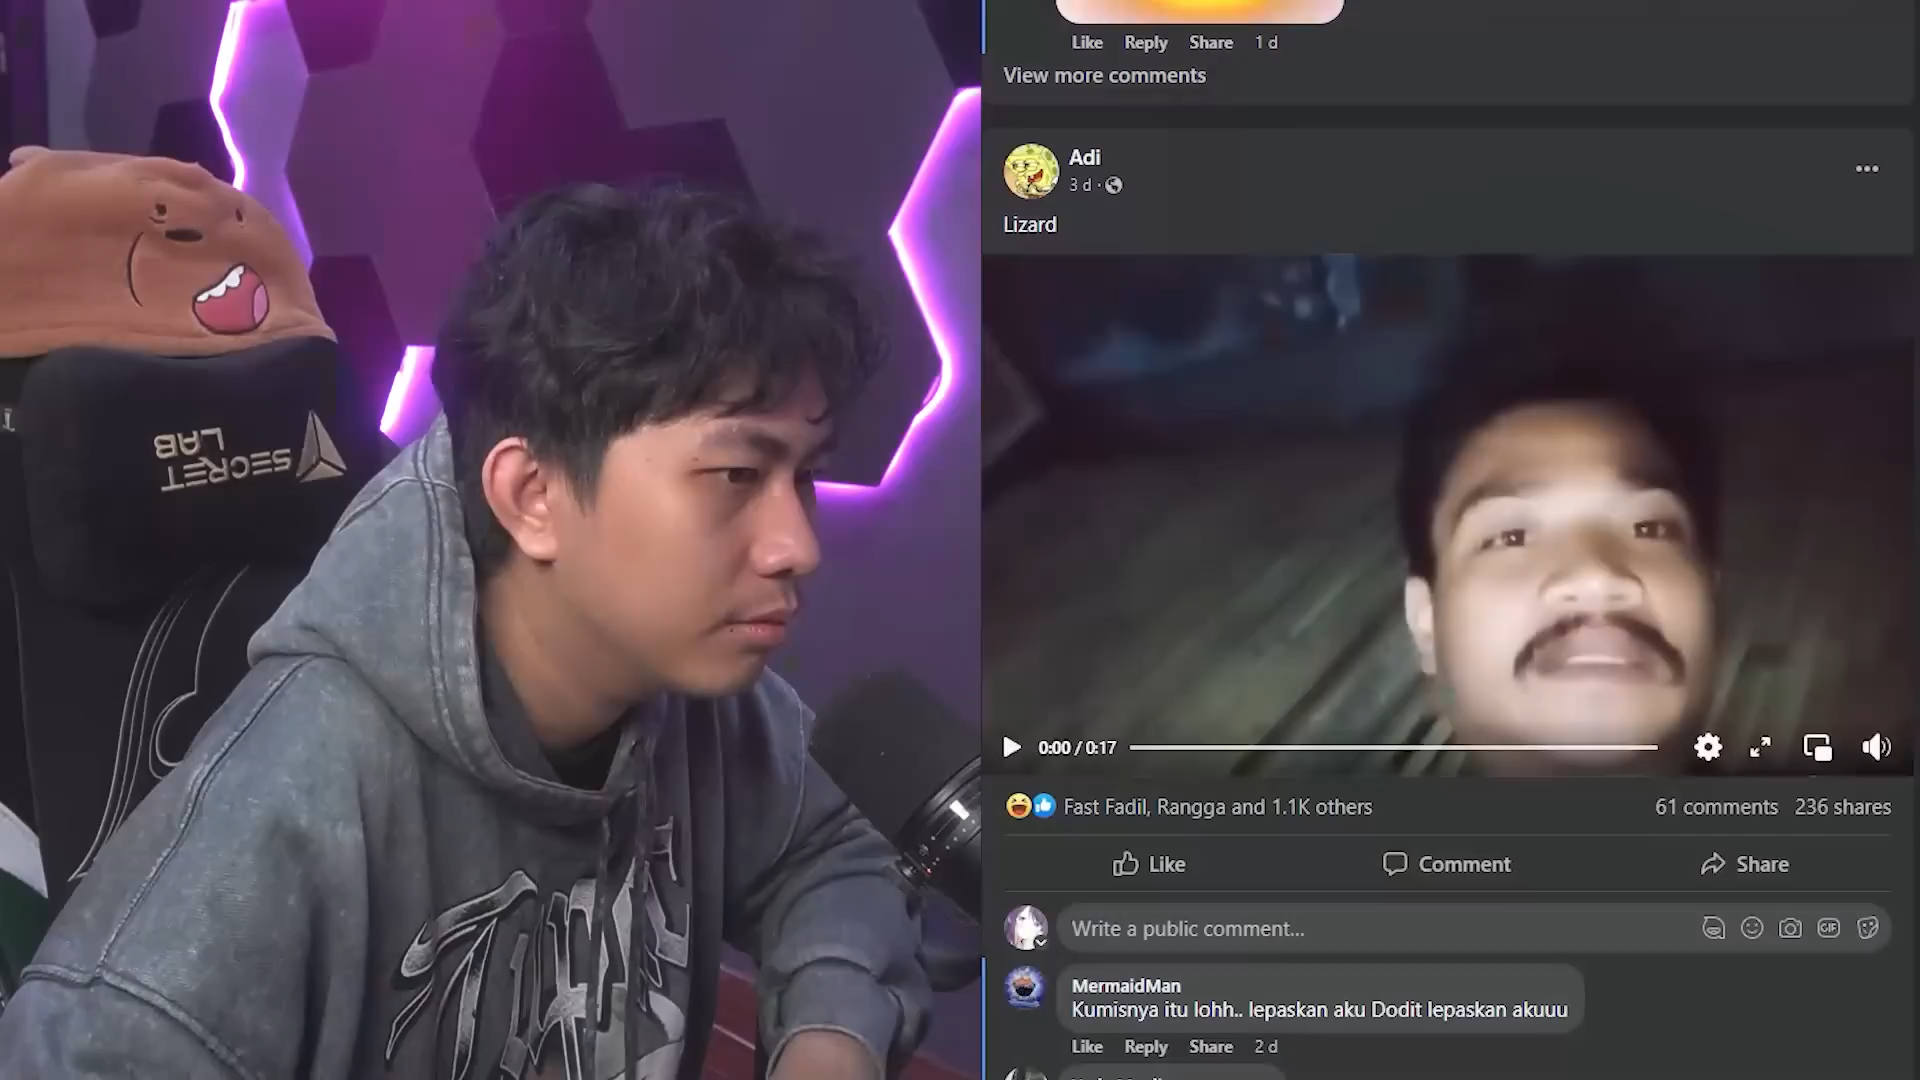 Like Reply Share 1 d
View more comments
Adi
3 d
Lizard
SECRET
LAB
0:00 / 0:17
Fast Fadil, Rangga and 1.1K others
61 comments 236 shares
Like Comment Share
Write a public comment...
GIF
MermaidMan
Kumisnya itu lohh.. lepaskan aku Dodit lepaskan akuuu
Like Reply Share 2 d